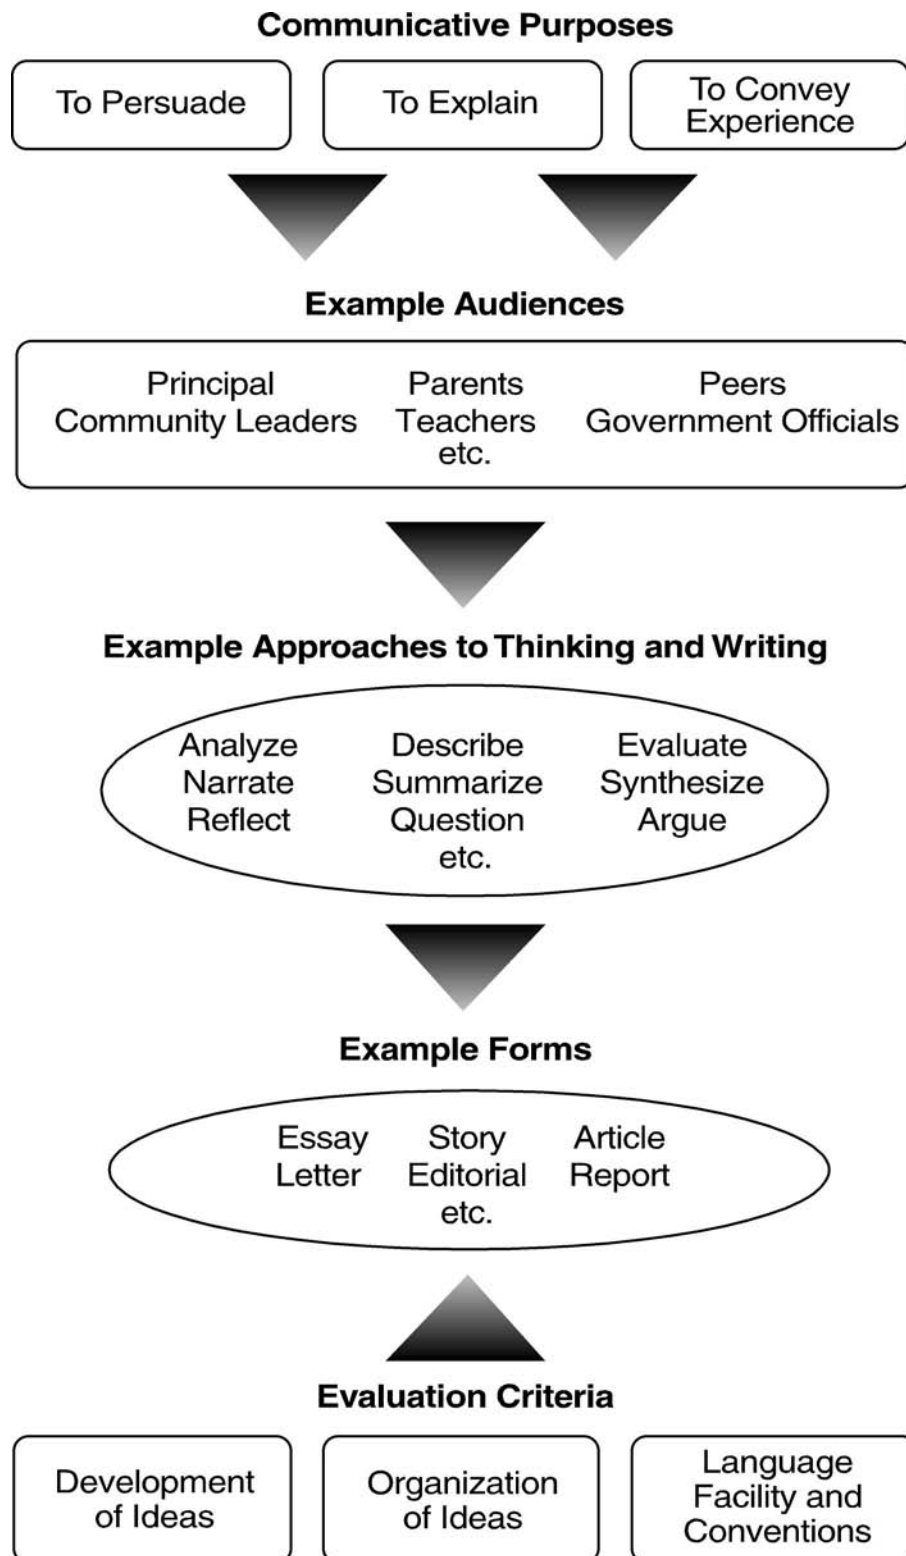 Communicative Purposes
To Persuade
To Explain
To Convey
Experience
Example Audiences
Principal
Community Leaders
Parents
Teachers
etc.
Peers
Government Officials
Example Approaches to Thinking and Writing
Analyze
Narrate
Reflect
Describe
Summarize
Question
etc.
Evaluate
Synthesize
Argue
Example Forms
Essay
Letter
Story
Editorial
etc.
Article
Report
Evaluation Criteria
Development
of Ideas
Organization
of Ideas
Language
Facility and
Conventions